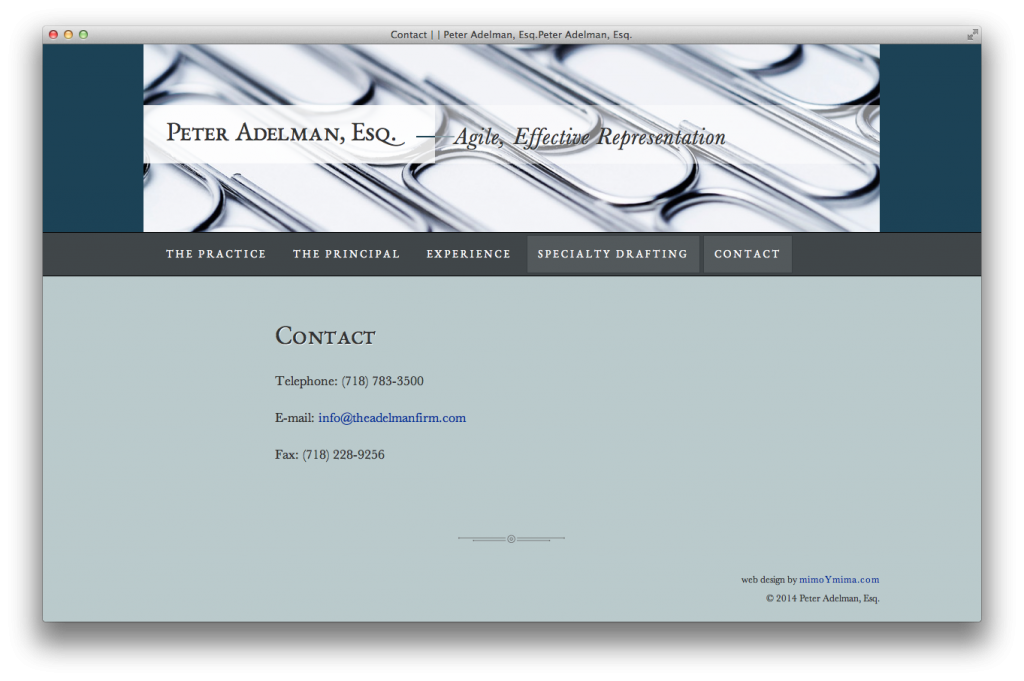 Contact | | Peter Adelman, Esq.Peter Adelman, Esq.
Peter Adelman, Esq. — Agile, Effective Representation
THE PRACTICE THE PRINCIPAL EXPERIENCE SPECIALTY DRAFTING CONTACT
Contact
Telephone: (718) 783-3500
E-mail: info@theadelmanfirm.com
Fax: (718) 228-9256
web design by mimoYmima.com
© 2014 Peter Adelman, Esq.